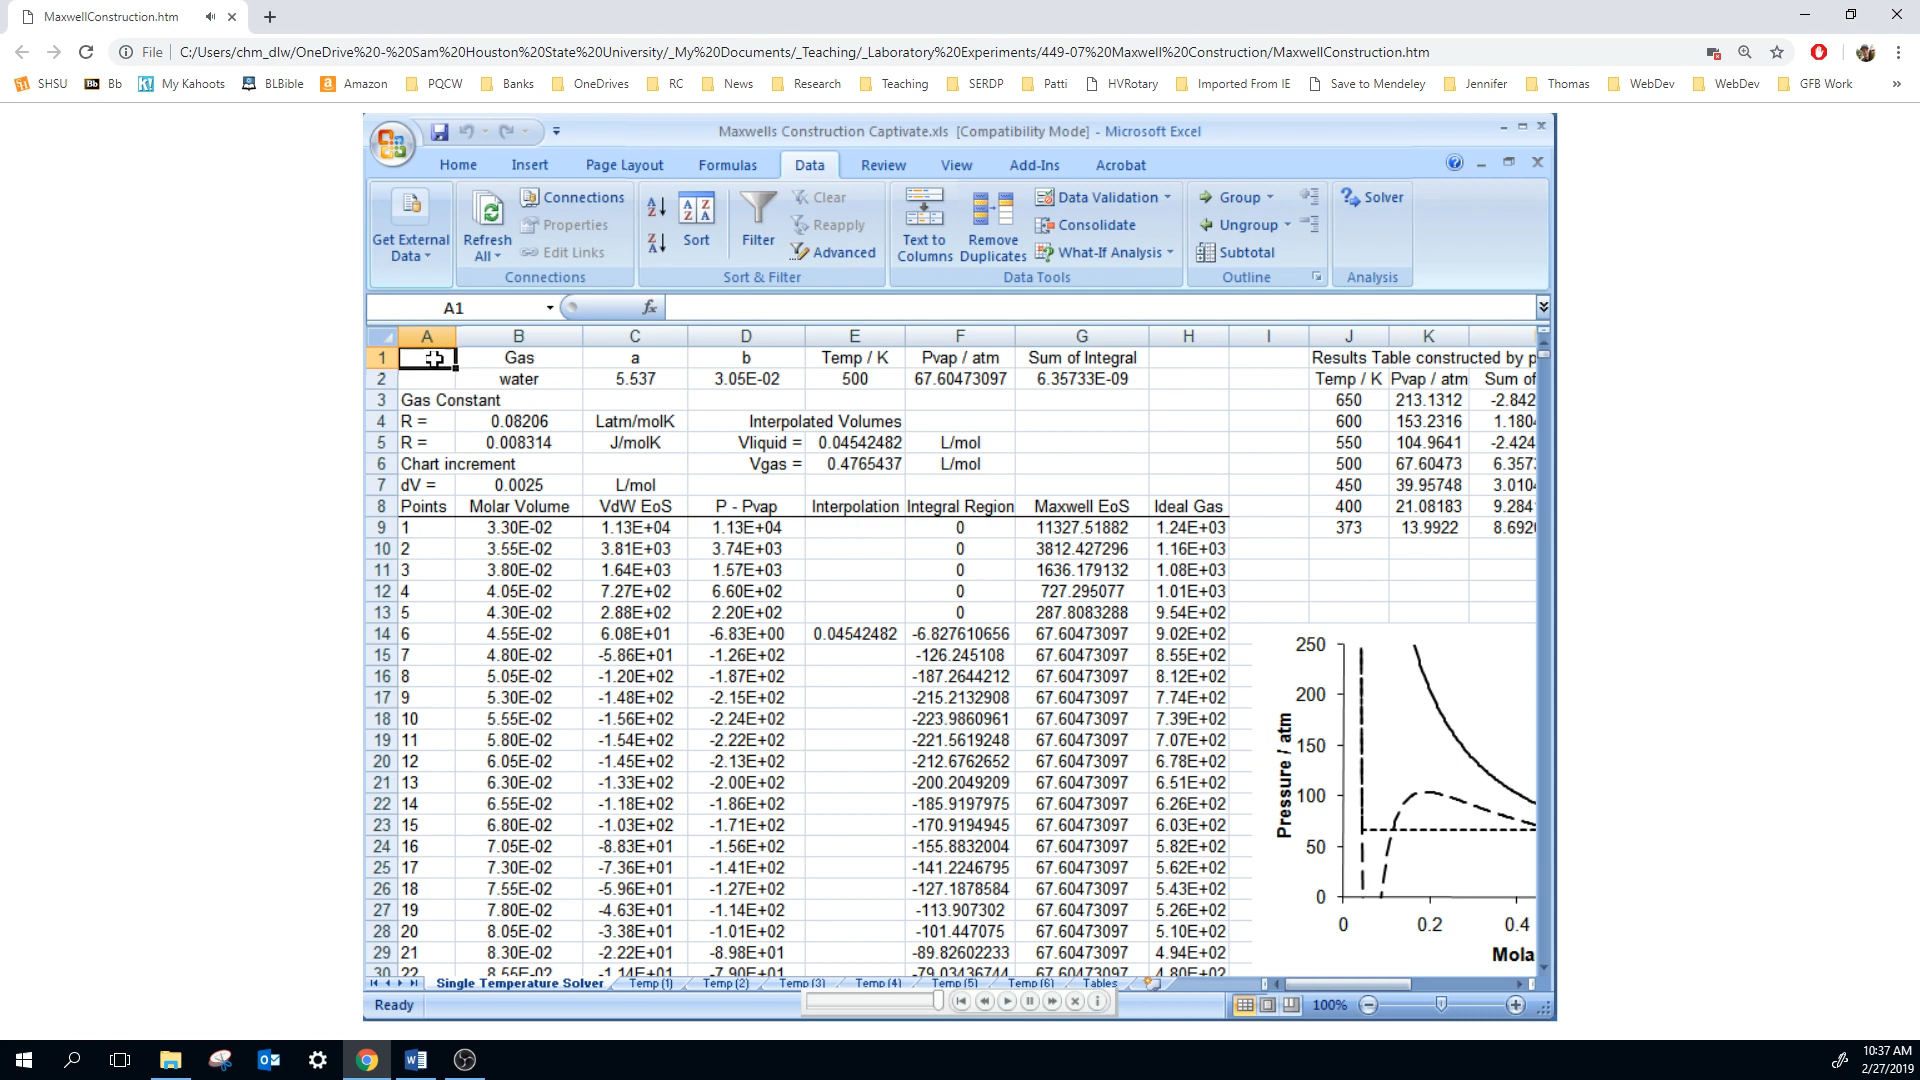 MaxwellConstruction.htm
File | C:/Users/chm_dlw/OneDrive%20-%20Sam%20Houston%20State%20University/_My%20Documents/_Teaching/_Laboratory%20Experiments/449-07%20Maxwell%20Construction/MaxwellConstruction.htm
SHSU Bb Bb My Kahoots BLBible Amazon PQCW Banks OneDrives RC News Research Teaching SERDP Patti HVRotary Imported From IE Save to Mendeley Jennifer Thomas WebDev WebDev GFB Work »
Maxwells Construction Captivate.xls [Compatibility Mode] - Microsoft Excel
Home Insert Page Layout Formulas Data Review View Add-Ins Acrobat
Connections Clear Data Validation Group Solver
Properties Reapply Consolidate Ungroup
Get External Data Refresh All Edit Links Sort Filter Advanced Text to Columns Remove Duplicates What-If Analysis Subtotal
Connections Sort & Filter Data Tools Outline Analysis
A1 fx
A B C D E F G H I J K
1 Gas a b Temp / K Pvap / atm Sum of Integral Results Table constructed by p
2 water 5.537 3.05E-02 500 67.60473097 6.35733E-09 Temp / K Pvap / atm Sum of
3 Gas Constant 650 213.1312 -2.842
4 R = 0.08206 Latm/molK Interpolated Volumes 600 153.2316 1.1804
5 R = 0.008314 J/molK Vliquid = 0.04542482 L/mol 550 104.9641 -2.424
6 Chart increment Vgas = 0.4765437 L/mol 500 67.60473 6.357
7 dV = 0.0025 L/mol 450 39.95748 3.010
8 Points Molar Volume VdW EoS P - Pvap Interpolation Integral Region Maxwell EoS Ideal Gas 400 21.08183 9.284
9 1 3.30E-02 1.13E+04 1.13E+04 0 11327.51882 1.24E+03 373 13.9922 8.692
10 2 3.55E-02 3.81E+03 3.74E+03 0 3812.427296 1.16E+03
11 3 3.80E-02 1.64E+03 1.57E+03 0 1636.179132 1.08E+03
12 4 4.05E-02 7.27E+02 6.60E+02 0 727.295077 1.01E+03
13 5 4.30E-02 2.88E+02 2.20E+02 0 287.8083288 9.54E+02
14 6 4.55E-02 6.08E+01 -6.83E+00 0.04542482 -6.827610656 67.60473097 9.02E+02
15 7 4.80E-02 -5.86E+01 -1.26E+02 -126.245108 67.60473097 8.55E+02
16 8 5.05E-02 -1.20E+02 -1.87E+02 -187.2644212 67.60473097 8.12E+02
17 9 5.30E-02 -1.48E+02 -2.15E+02 -215.2132908 67.60473097 7.74E+02
18 10 5.55E-02 -1.56E+02 -2.24E+02 -223.9860961 67.60473097 7.39E+02
19 11 5.80E-02 -1.54E+02 -2.22E+02 -221.5619248 67.60473097 7.07E+02
20 12 6.05E-02 -1.45E+02 -2.13E+02 -212.6762652 67.60473097 6.78E+02
21 13 6.30E-02 -1.33E+02 -2.00E+02 -200.2049209 67.60473097 6.51E+02
22 14 6.55E-02 -1.18E+02 -1.86E+02 -185.9197975 67.60473097 6.26E+02
23 15 6.80E-02 -1.03E+02 -1.71E+02 -170.9194945 67.60473097 6.03E+02
24 16 7.05E-02 -8.83E+01 -1.56E+02 -155.8832004 67.60473097 5.82E+02
25 17 7.30E-02 -7.36E+01 -1.41E+02 -141.2246795 67.60473097 5.62E+02
26 18 7.55E-02 -5.96E+01 -1.27E+02 -127.1878584 67.60473097 5.43E+02
27 19 7.80E-02 -4.63E+01 -1.14E+02 -113.907302 67.60473097 5.26E+02
28 20 8.05E-02 -3.38E+01 -1.01E+02 -101.447075 67.60473097 5.10E+02
29 21 8.30E-02 -2.22E+01 -8.98E+01 -89.82602233 67.60473097 4.94E+02
30 22 8.55E-02 -1.14E+01 -7.90E+01 -79.03436744 67.60473097 4.80E+02
250
200
150
100
50
0
Pressure / atm
0 0.2 0.4
Mola
Single Temperature Solver Temp (1) Temp (2) Temp (3) Temp (4) Temp (5) Temp (6) Tables
Ready 100%
10:37 AM
2/27/2019